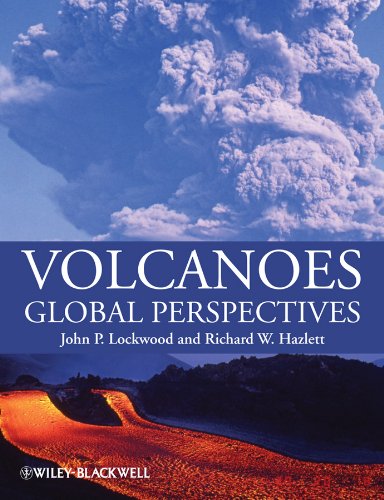 VOLCANOES
GLOBAL PERSPECTIVES
John P. Lockwood and Richard W. Hazlett
WILEY-BLACKWELL